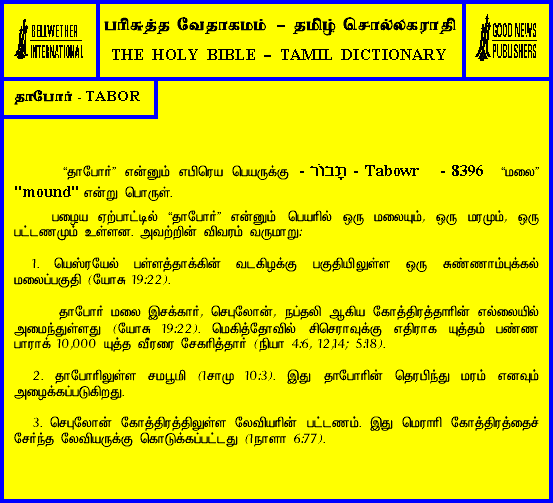 BELLWETHER
INTERNATIONAL
பரிசுத்த வேதாகமம் – தமிழ் சொல்லகராதி
THE HOLY BIBLE – TAMIL DICTIONARY
GOOD NEWS
PUBLISHERS
தாபோர் - TABOR
“தாபோர்” என்னும் எபிரெய பெயருக்கு - תָּבוֹר - Tabowr - 8396 “மலை”
"mound" என்று பொருள்.
பழைய ஏற்பாட்டில் “தாபோர்” என்னும் பெயரில் ஒரு மலையும், ஒரு மரமும், ஒரு
பட்டணமும் உள்ளன. அவற்றின் விவரம் வருமாறு:
1. யெஸ்ரயேல் பள்ளத்தாக்கின் வடகிழக்கு பகுதியிலுள்ள ஒரு சுண்ணாம்புக்கல்
மலைப்பகுதி (யோசு 19:22).
தாபோர் மலை இசக்கார், செபுலோன், நப்தலி ஆகிய கோத்திரத்தாரின் எல்லையில்
அமைந்துள்ளது (யோசு 19:22). மெகித்தோவில் சிசெராவுக்கு எதிராக யுத்தம் பண்ண
பாராக் 10,000 யுத்த வீரரை சேகரித்தார் (நியா 4:6, 12,14; 5:18).
2. தாபோரிலுள்ள சமபூமி (1சாமு 10:3). இது தாபோரின் தெரபிந்து மரம் எனவும்
அழைக்கப்படுகிறது.
3. செபுலோன் கோத்திரத்திலுள்ள லேவியரின் பட்டணம். இது மெராரி கோத்திரத்தைச்
சேர்ந்த லேவியருக்கு கொடுக்கப்பட்டது (1நாளா 6:77).